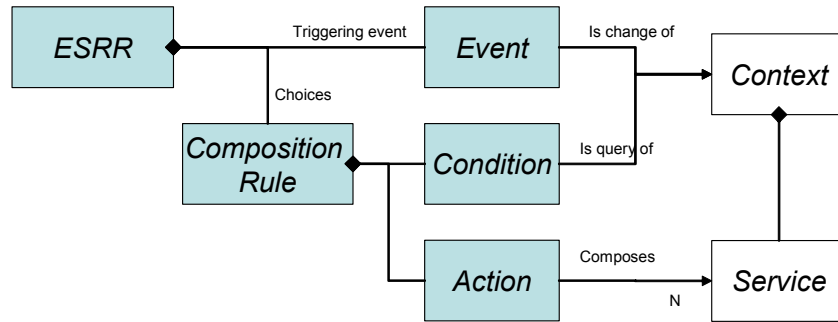 ESRR
Triggering event
Event
Is change of
Context
Choices
Composition
Rule
Condition
Is query of
Action
Composes
N
Service